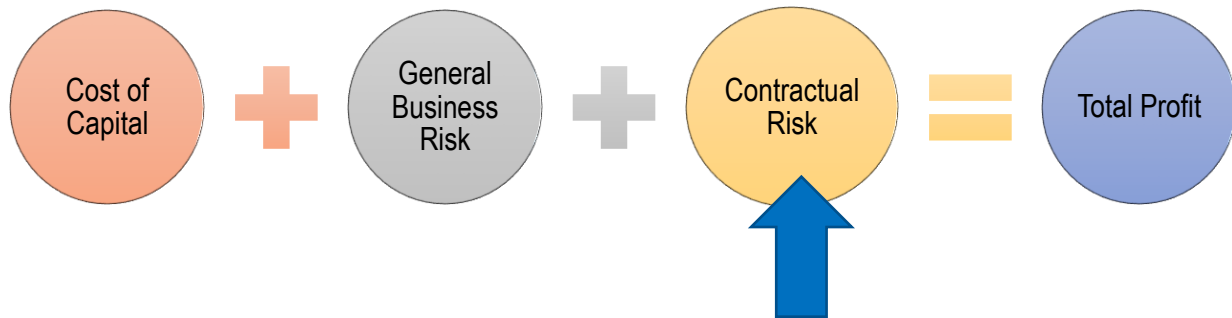 Cost of
Capital
General
Business
Risk
Contractual
Risk
Total Profit